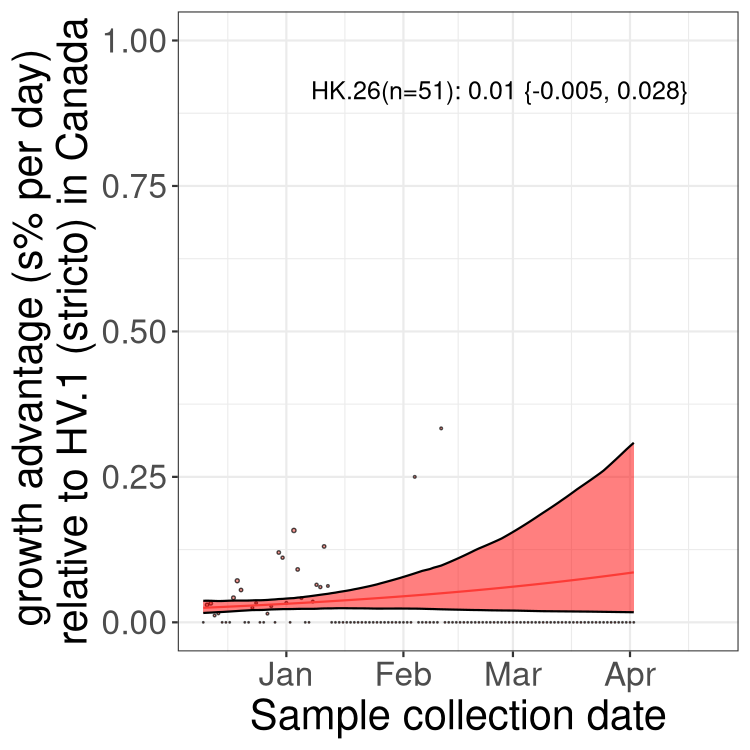 growth advantage (s% per day)
relative to HV.1 (stricto) in Canada
1.00
0.75
0.50
0.25
0.00
HK.26(n=51): 0.01 {-0.005, 0.028}
Jan Feb Mar Apr
Sample collection date